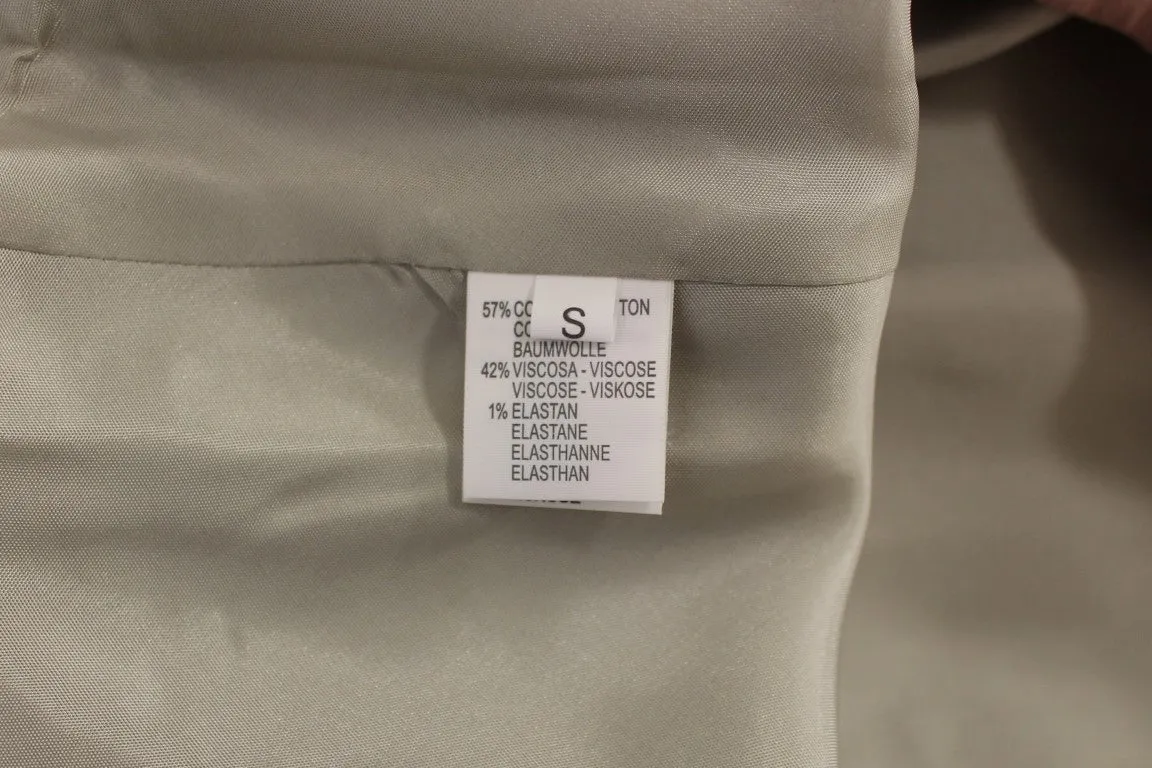 S
57% CO TON
CO
BAUMWOLLE
42% VISCOSA - VISCOSE
VISCOSE - VISKOSE
1% ELASTAN
ELASTANE
ELASTHANNE
ELASTHAN